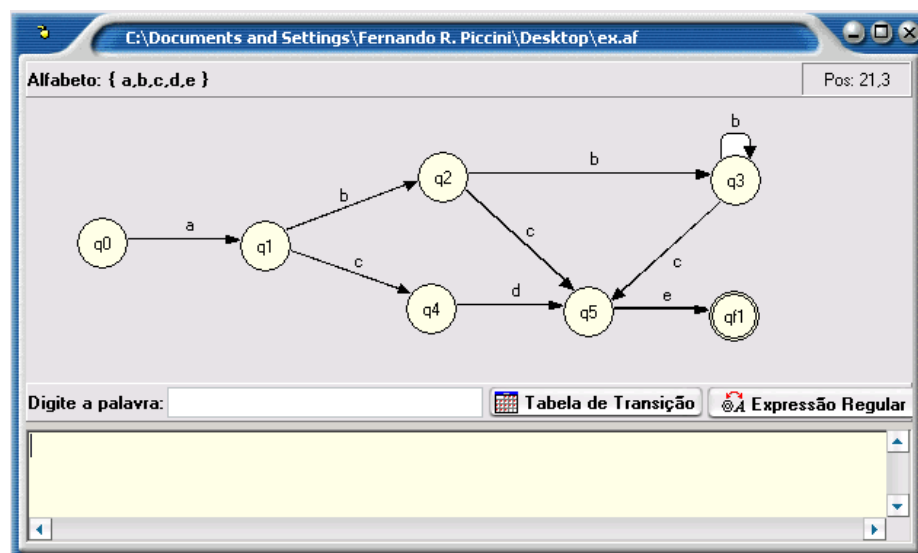 C:\Documents and Settings\Fernando R. Piccini\Desktop\ex.af
Alfabeto: { a,b,c,d,e }
Pos: 21,3
b
b
q2
q3
b
a
c
q0
q1
c
c
d
e
q4
q5
qf1
Digite a palavra:
Tabela de Transição
Expressão Regular